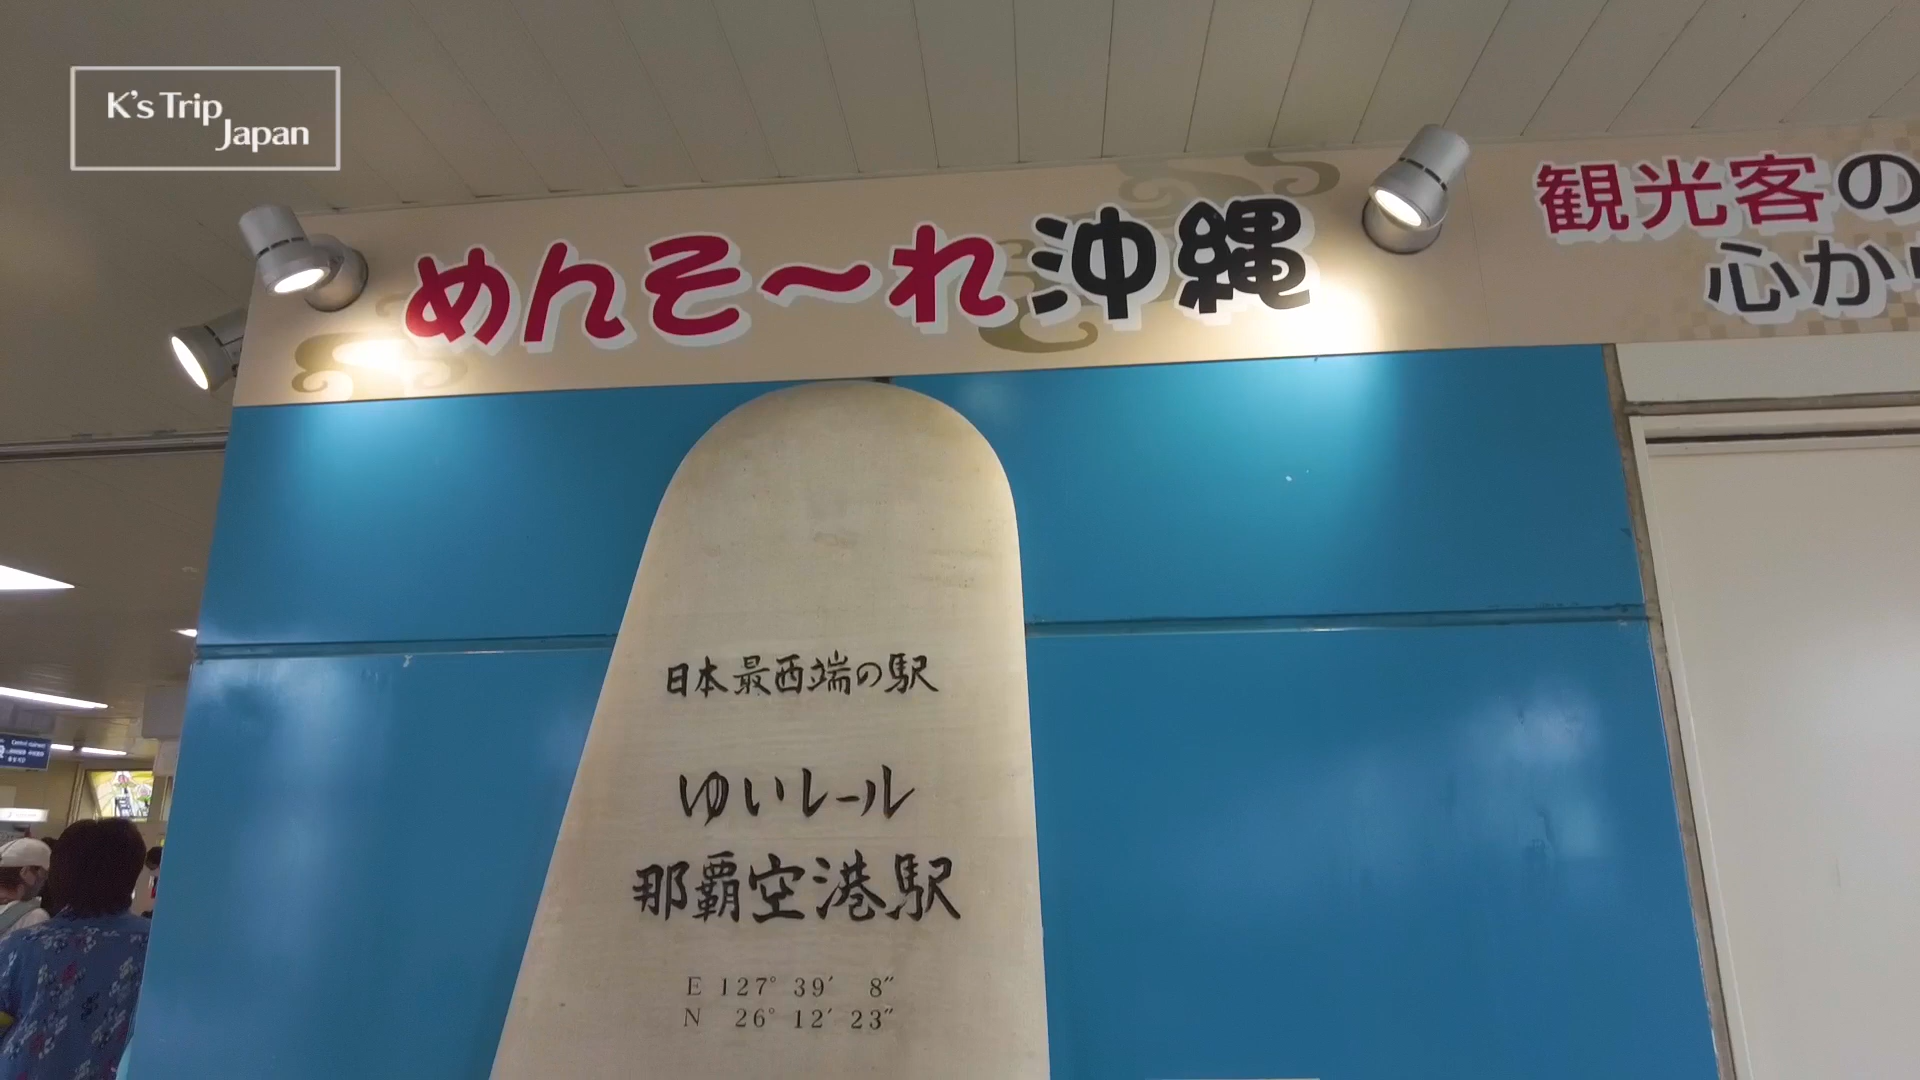 K's Trip
Japan
めんそ～れ沖縄
観光客の
心か
日本最西端の駅
ゆいレール
那覇空港駅
E 127° 39′ 8″
N 26° 12′ 23″